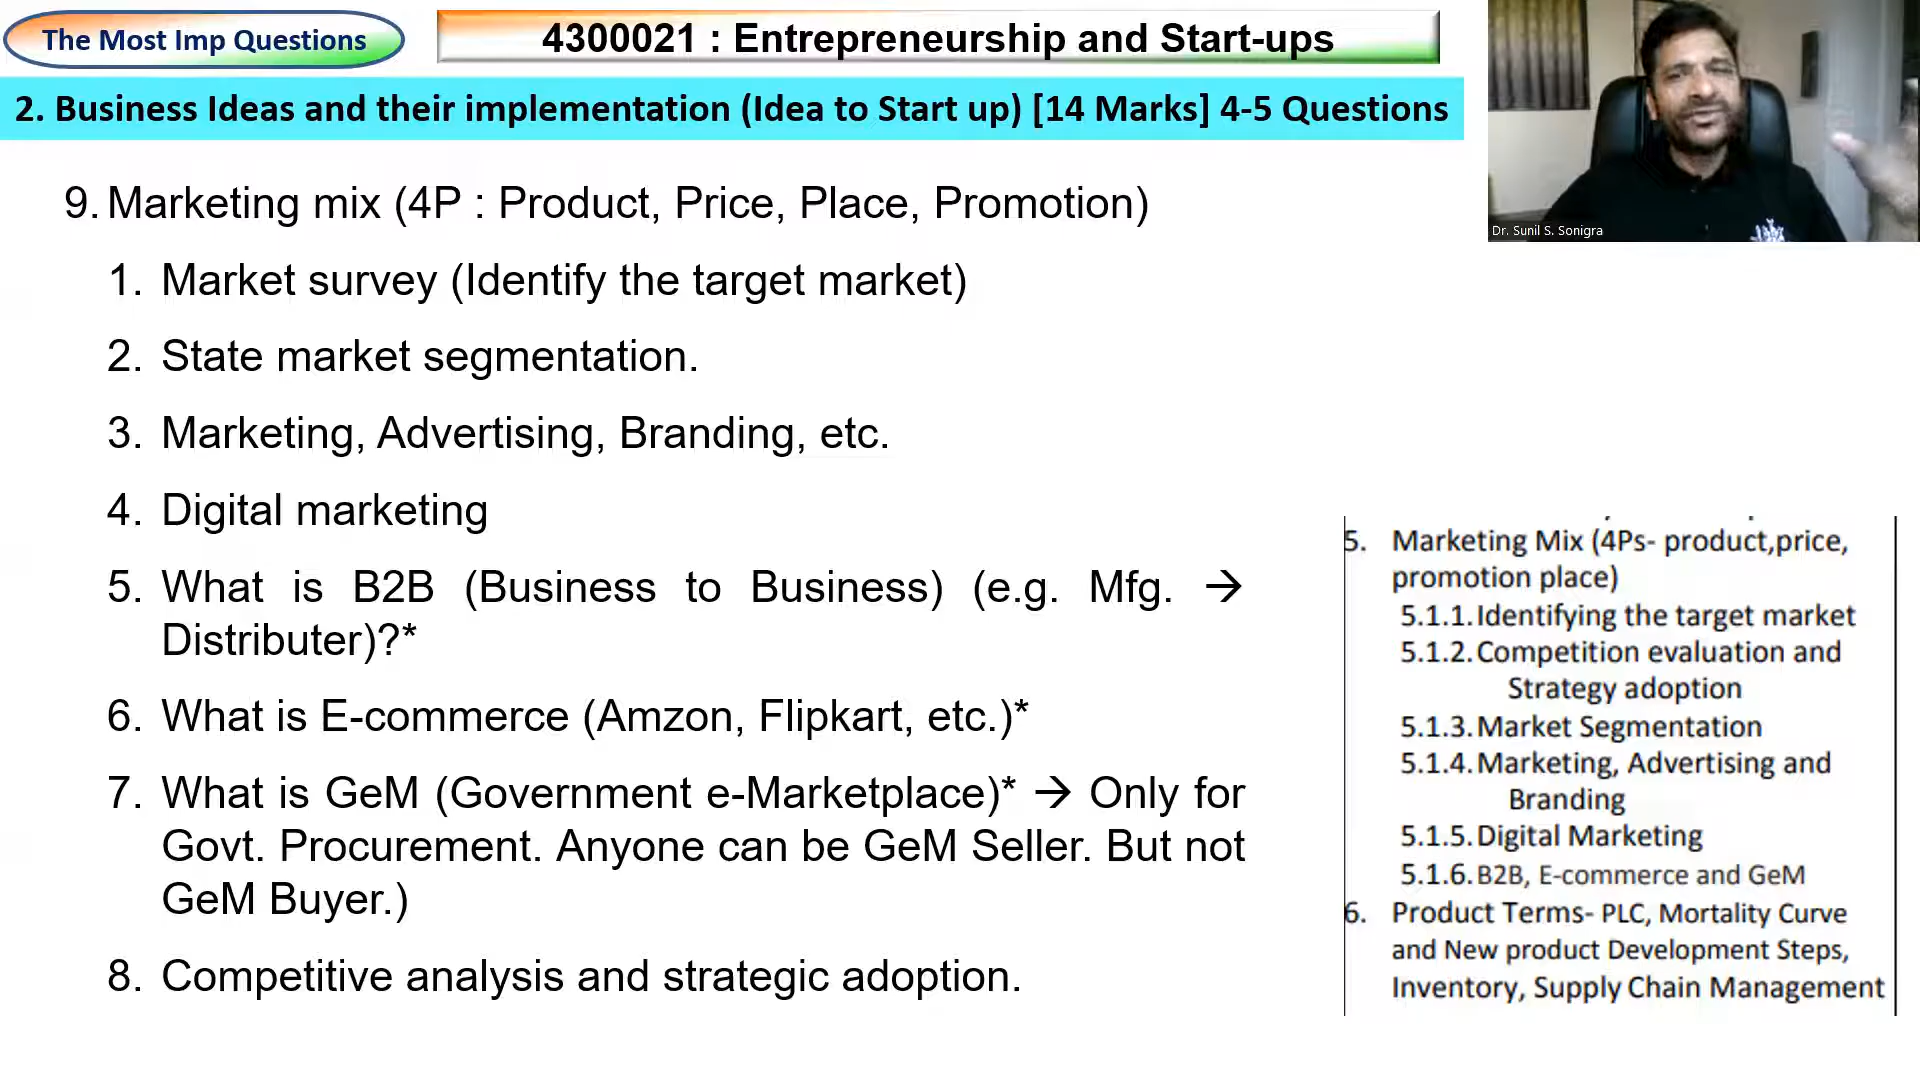 The Most Imp Questions
4300021 : Entrepreneurship and Start-ups
2. Business Ideas and their implementation (Idea to Start up) [14 Marks] 4-5 Questions
Dr. Sunil S. Sonigra
9. Marketing mix (4P : Product, Price, Place, Promotion)
1. Market survey (Identify the target market)
2. State market segmentation.
3. Marketing, Advertising, Branding, etc.
4. Digital marketing
5. What is B2B (Business to Business) (e.g. Mfg. →
Distributer)?*
6. What is E-commerce (Amzon, Flipkart, etc.)*
7. What is GeM (Government e-Marketplace)* → Only for
Govt. Procurement. Anyone can be GeM Seller. But not
GeM Buyer.)
8. Competitive analysis and strategic adoption.
5. Marketing Mix (4Ps- product,price,
promotion place)
5.1.1. Identifying the target market
5.1.2. Competition evaluation and
Strategy adoption
5.1.3. Market Segmentation
5.1.4. Marketing, Advertising and
Branding
5.1.5. Digital Marketing
5.1.6. B2B, E-commerce and GeM
6. Product Terms- PLC, Mortality Curve
and New product Development Steps,
Inventory, Supply Chain Management